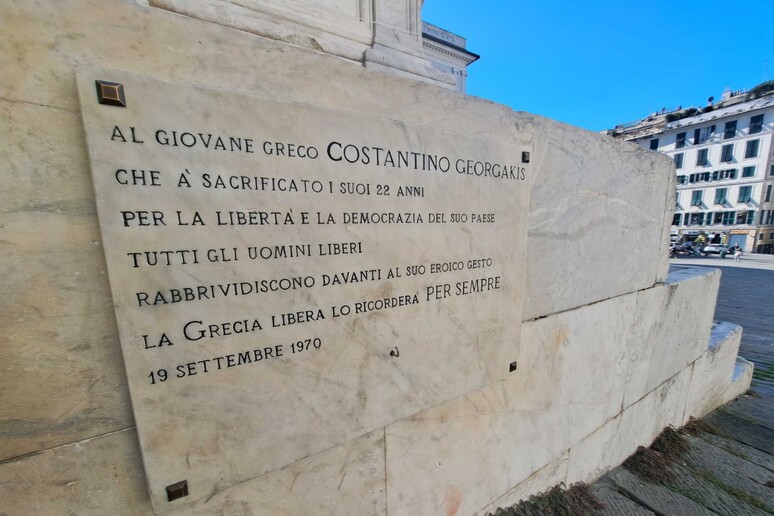 AL GIOVANE GRECO COSTANTINO GEORGAKIS
CHE À SACRIFICATO I SUOI 22 ANNI
PER LA LIBERTÀ E LA DEMOCRAZIA DEL SUO PAESE
TUTTI GLI UOMINI LIBERI
RABBRIVIDISCONO DAVANTI AL SUO EROICO GESTO
LA GRECIA LIBERA LO RICORDERÀ PER SEMPRE
19 SETTEMBRE 1970